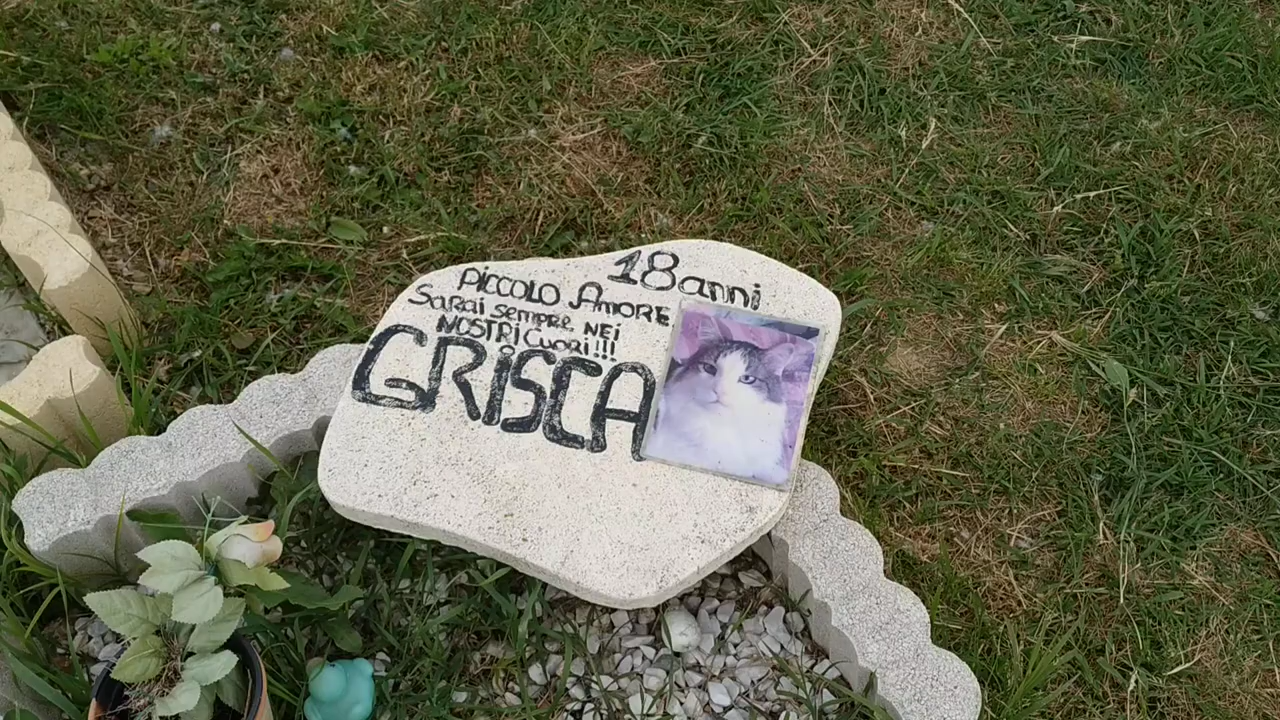 18 anni
PiCCOLO AMORE
Sarai sempre NEi
NOSTRi Cuori!!!
GRiSCA